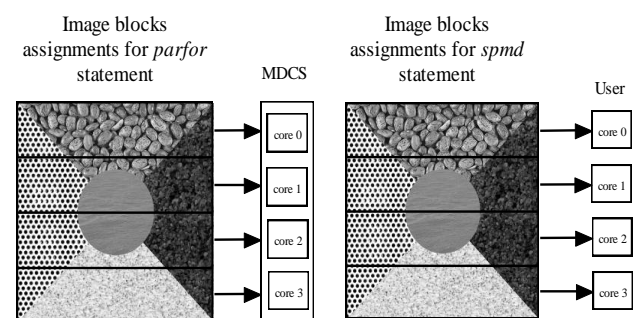 Image blocks
assignments for parfor
statement
MDCS
core 0
core 1
core 2
core 3
Image blocks
assignments for spmd
statement
User
core 0
core 1
core 2
core 3